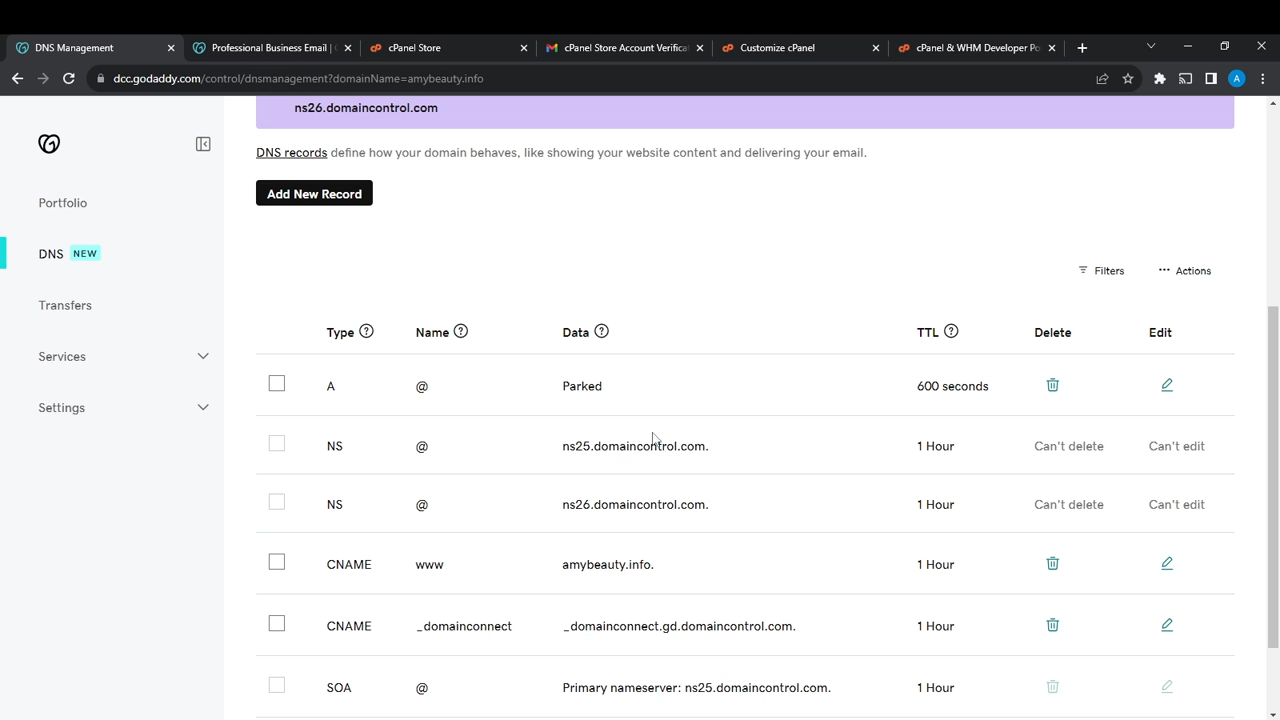 DNS Management
Professional Business Email |
cPanel Store
cPanel Store Account Verifica
Customize cPanel
cPanel & WHM Developer Po
dcc.godaddy.com/control/dnsmanagement?domainName=amybeauty.info
A
ns26.domaincontrol.com
DNS records define how your domain behaves, like showing your website content and delivering your email.
Add New Record
Portfolio
DNS NEW
Transfers
Services
Settings
Filters
Actions
Type Name Data TTL Delete Edit
A @ Parked 600 seconds
NS @ ns25.domaincontrol.com. 1 Hour Can't delete Can't edit
NS @ ns26.domaincontrol.com. 1 Hour Can't delete Can't edit
CNAME www amybeauty.info. 1 Hour
CNAME _domainconnect _domainconnect.gd.domaincontrol.com. 1 Hour
SOA @ Primary nameserver: ns25.domaincontrol.com. 1 Hour